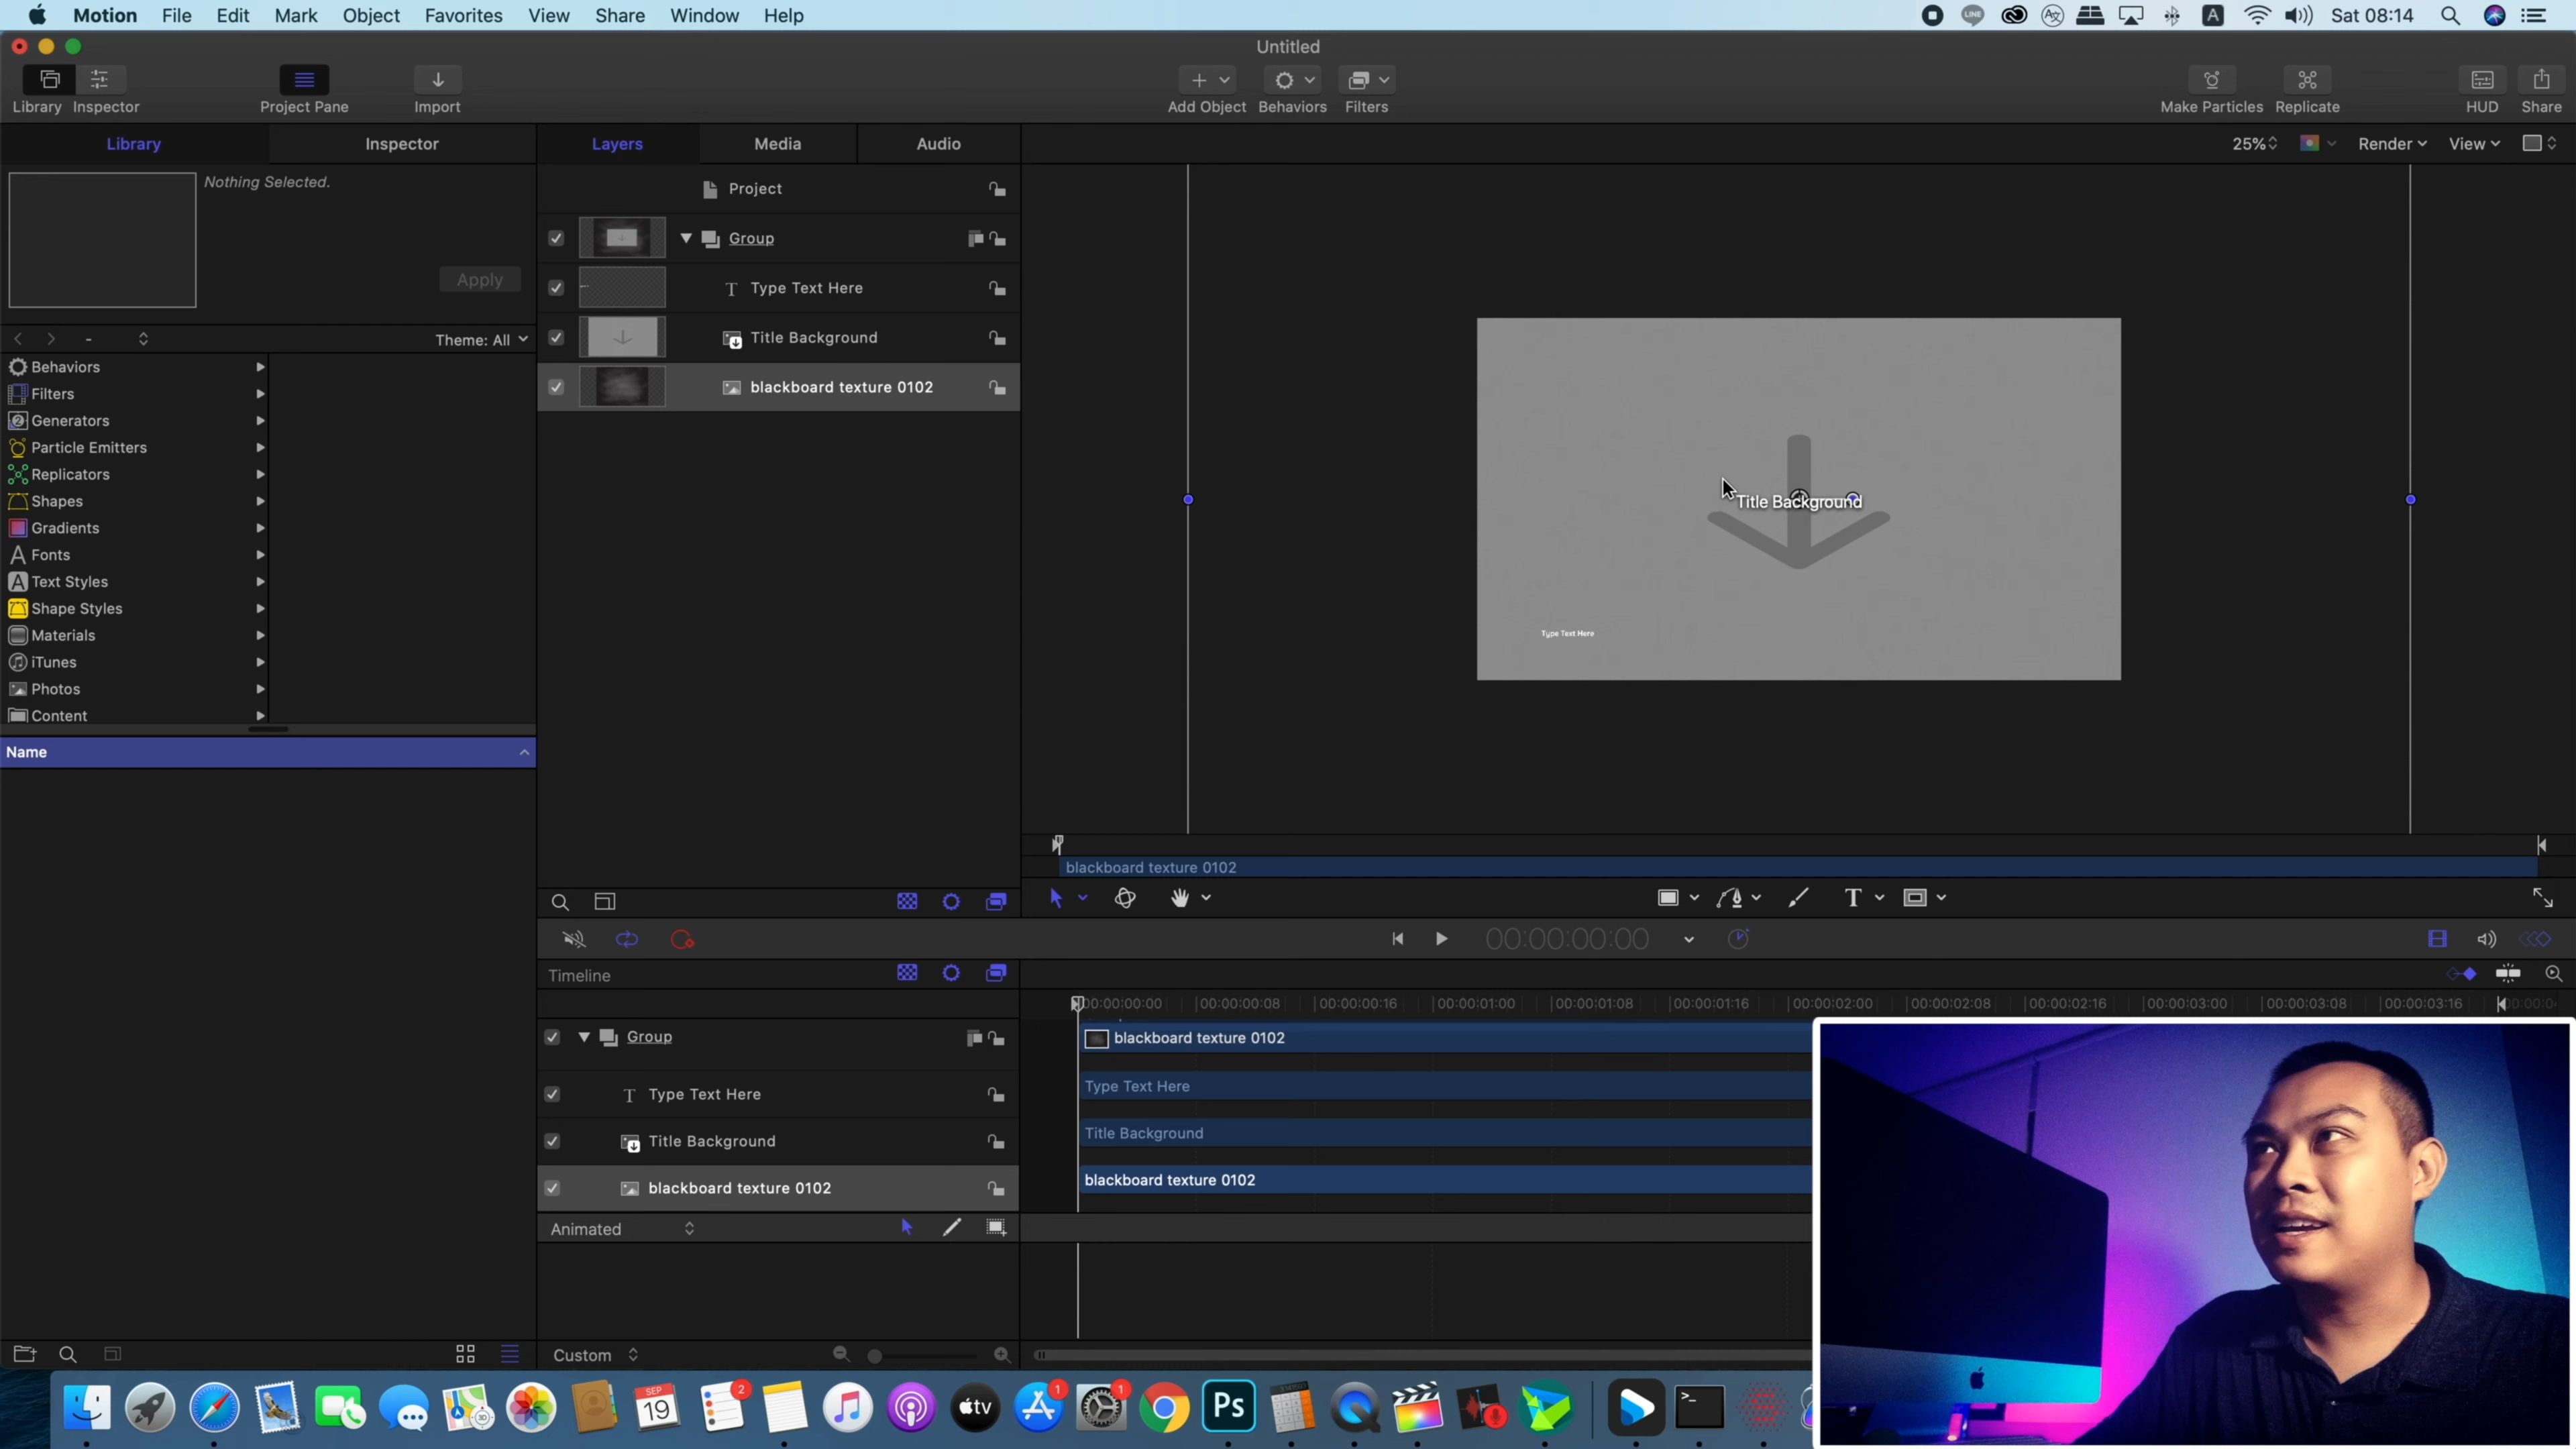 Motion File Edit Mark Object Favorites View Share Window Help
LINE
A
Sat 08:14
Untitled
Library Inspector Project Pane Import Add Object Behaviors Filters Make Particles Replicate HUD Share
Library Inspector Layers Media Audio 25% Render View
Nothing Selected.
Apply
- Theme: All
Behaviors
Filters
Generators
Particle Emitters
Replicators
Shapes
Gradients
Fonts
Text Styles
Shape Styles
Materials
iTunes
Photos
Content
Name
Project
Group
Type Text Here
Title Background
blackboard texture 0102
Title Background
Type Text Here
blackboard texture 0102
00:00:00:00
Timeline
00:00:00:00 00:00:00:08 00:00:00:16 00:00:01:00 00:00:01:08 00:00:01:16 00:00:02:00 00:00:02:08 00:00:02:16 00:00:03:00 00:00:03:08 00:00:03:16
Group
blackboard texture 0102
Type Text Here
Type Text Here
Title Background
Title Background
blackboard texture 0102
blackboard texture 0102
Animated
Custom
SEP
19
2
tv
1
1
Ps
3D